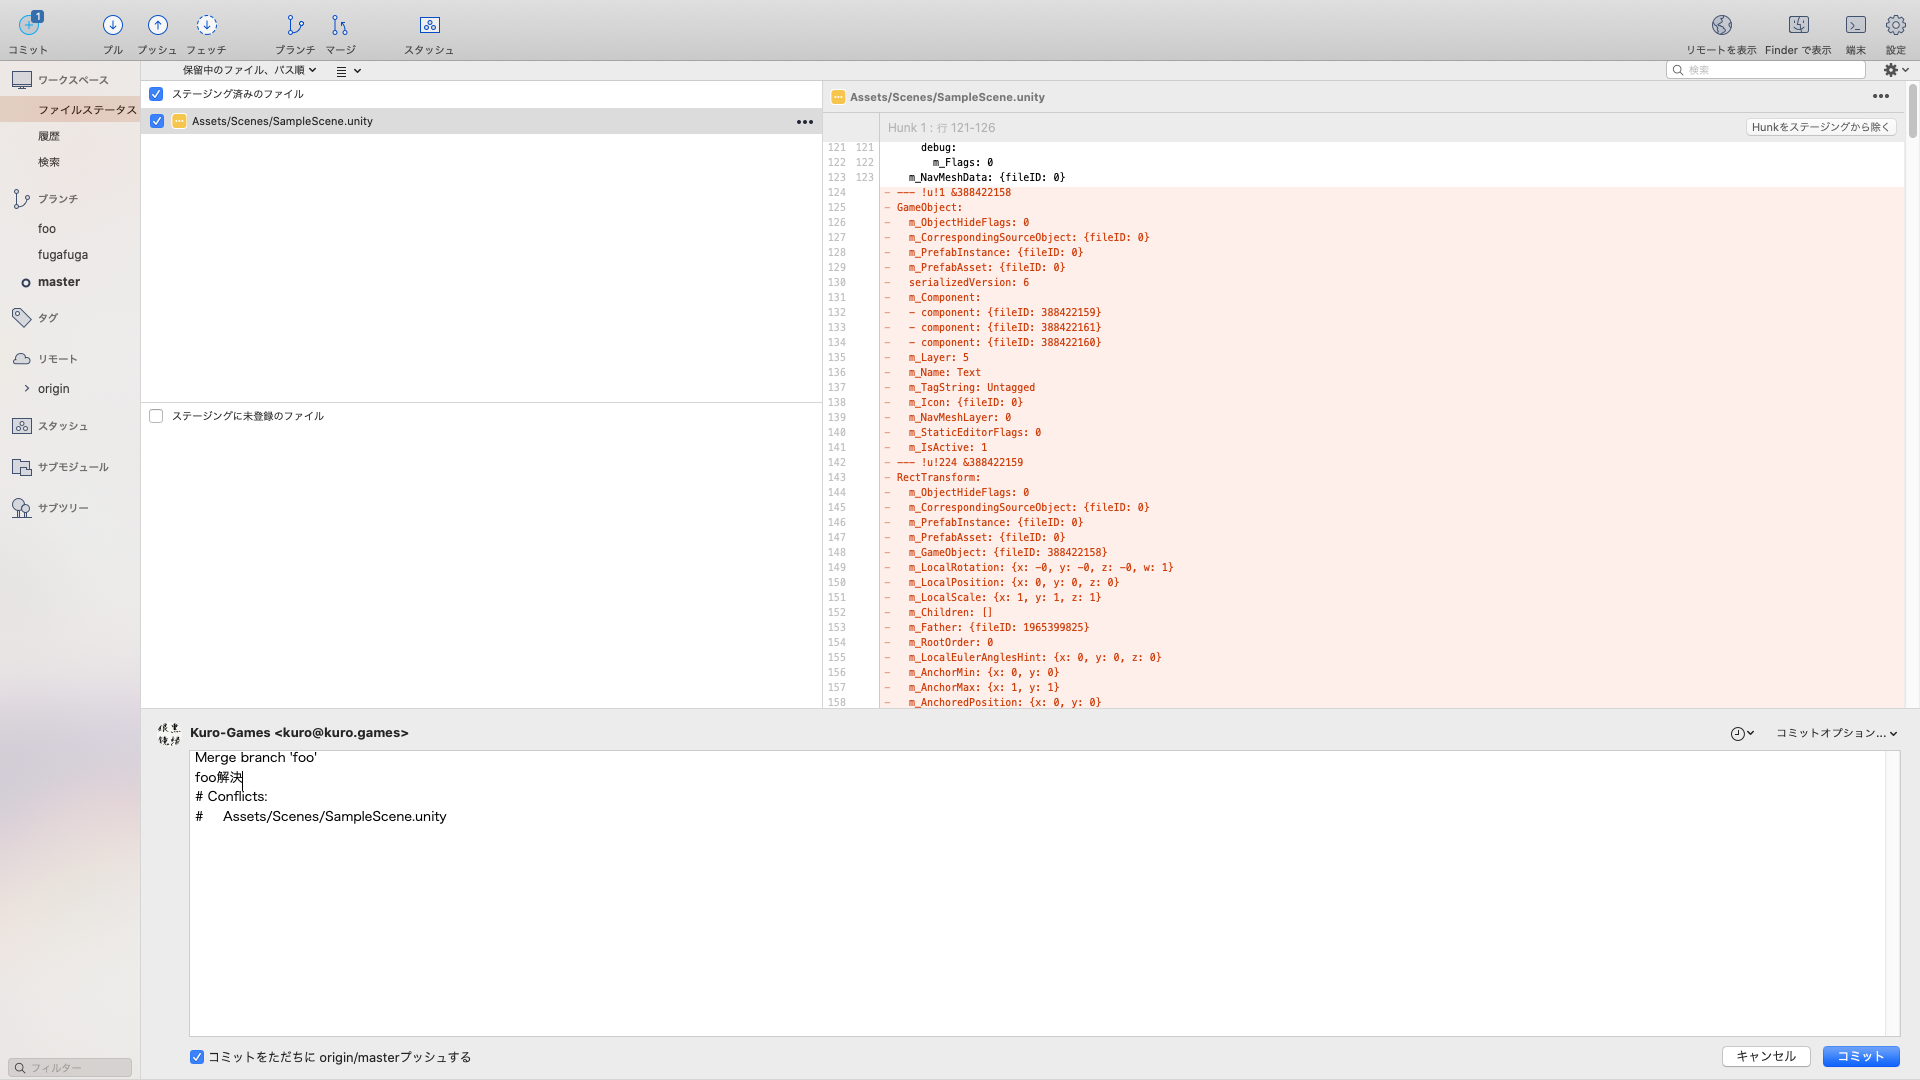 1
コミット
プル
プッシュ
フェッチ
ブランチ
マージ
スタッシュ
リモートを表示
Finder で表示
端末
設定
保留中のファイル、パス順
検索
ワークスペース
ファイルステータス
履歴
検索
ブランチ
foo
fugafuga
master
タグ
リモート
origin
スタッシュ
サブモジュール
サブツリー
フィルター
ステージング済みのファイル
Assets/Scenes/SampleScene.unity
ステージングに未登録のファイル
Assets/Scenes/SampleScene.unity
Hunk 1 : 行 121-126
Hunkをステージングから除く
121 121 debug:
122 122 m_Flags: 0
123 123 m_NavMeshData: {fileID: 0}
124 - --- !u!1 &388422158
125 - GameObject:
126 - m_ObjectHideFlags: 0
127 - m_CorrespondingSourceObject: {fileID: 0}
128 - m_PrefabInstance: {fileID: 0}
129 - m_PrefabAsset: {fileID: 0}
130 - serializedVersion: 6
131 - m_Component:
132 - - component: {fileID: 388422159}
133 - - component: {fileID: 388422161}
134 - - component: {fileID: 388422160}
135 - m_Layer: 5
136 - m_Name: Text
137 - m_TagString: Untagged
138 - m_Icon: {fileID: 0}
139 - m_NavMeshLayer: 0
140 - m_StaticEditorFlags: 0
141 - m_IsActive: 1
142 - --- !u!224 &388422159
143 - RectTransform:
144 - m_ObjectHideFlags: 0
145 - m_CorrespondingSourceObject: {fileID: 0}
146 - m_PrefabInstance: {fileID: 0}
147 - m_PrefabAsset: {fileID: 0}
148 - m_GameObject: {fileID: 388422158}
149 - m_LocalRotation: {x: -0, y: -0, z: -0, w: 1}
150 - m_LocalPosition: {x: 0, y: 0, z: 0}
151 - m_LocalScale: {x: 1, y: 1, z: 1}
152 - m_Children: []
153 - m_Father: {fileID: 1965399825}
154 - m_RootOrder: 0
155 - m_LocalEulerAnglesHint: {x: 0, y: 0, z: 0}
156 - m_AnchorMin: {x: 0, y: 0}
157 - m_AnchorMax: {x: 1, y: 1}
158 - m_AnchoredPosition: {x: 0, y: 0}
Kuro-Games <kuro@kuro.games>
コミットオプション...
Merge branch 'foo'
foo解決
# Conflicts:
# Assets/Scenes/SampleScene.unity
コミットをただちに origin/masterプッシュする
キャンセル
コミット